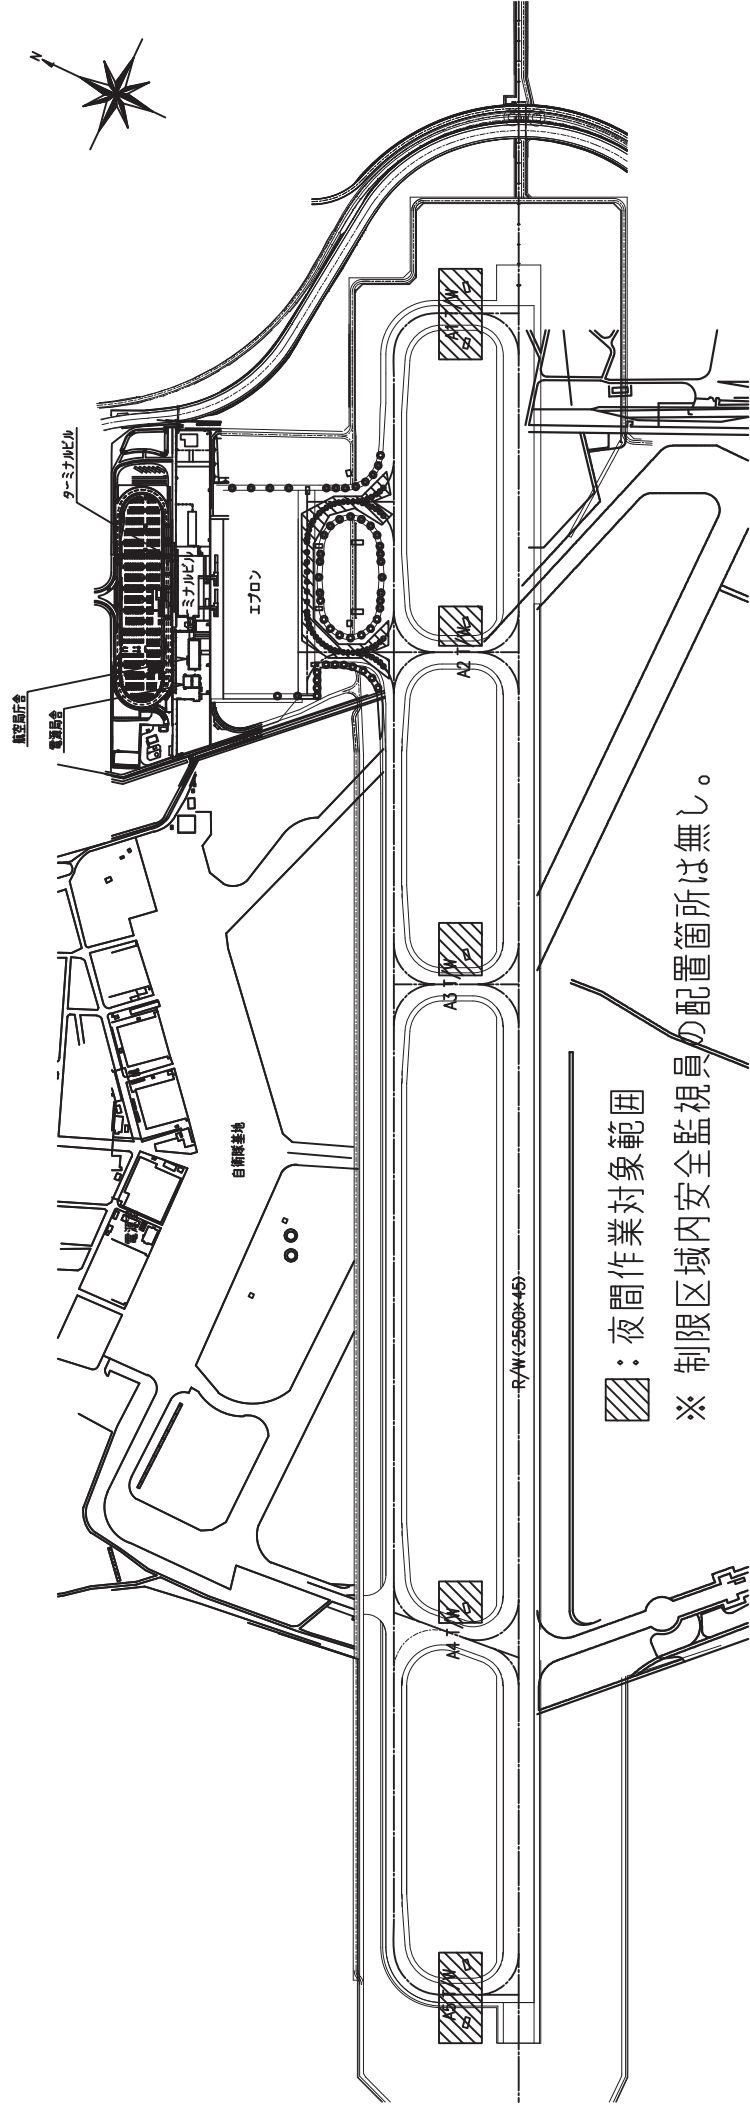 N
ターミナルビル
航空局庁舎
電源局舎
ミナルビル
エプロン
A1 T/W
A2 T/W
A3 T/W
A4 T/W
A5 T/W
自衛隊基地
R/W(2500×45)
：夜間作業対象範囲
※ 制限区域内安全監視員の配置箇所は無し。